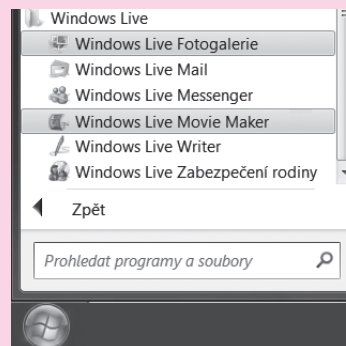 Windows Live
Windows Live Fotogalerie
Windows Live Mail
Windows Live Messenger
Windows Live Movie Maker
Windows Live Writer
Windows Live Zabezpečení rodiny
Zpět
Prohledat programy a soubory